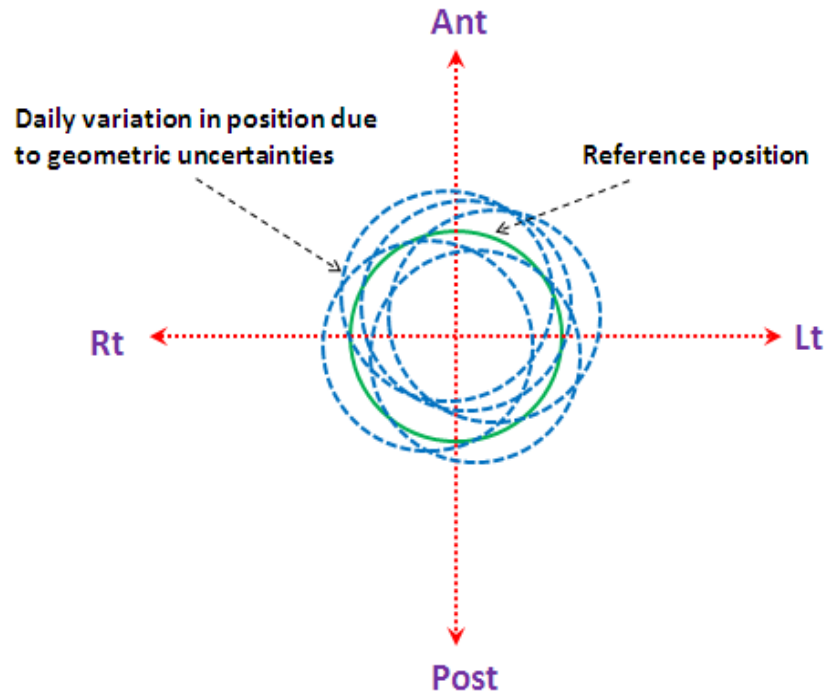 Ant
Daily variation in position due
to geometric uncertainties
Reference position
Rt
Lt
Post